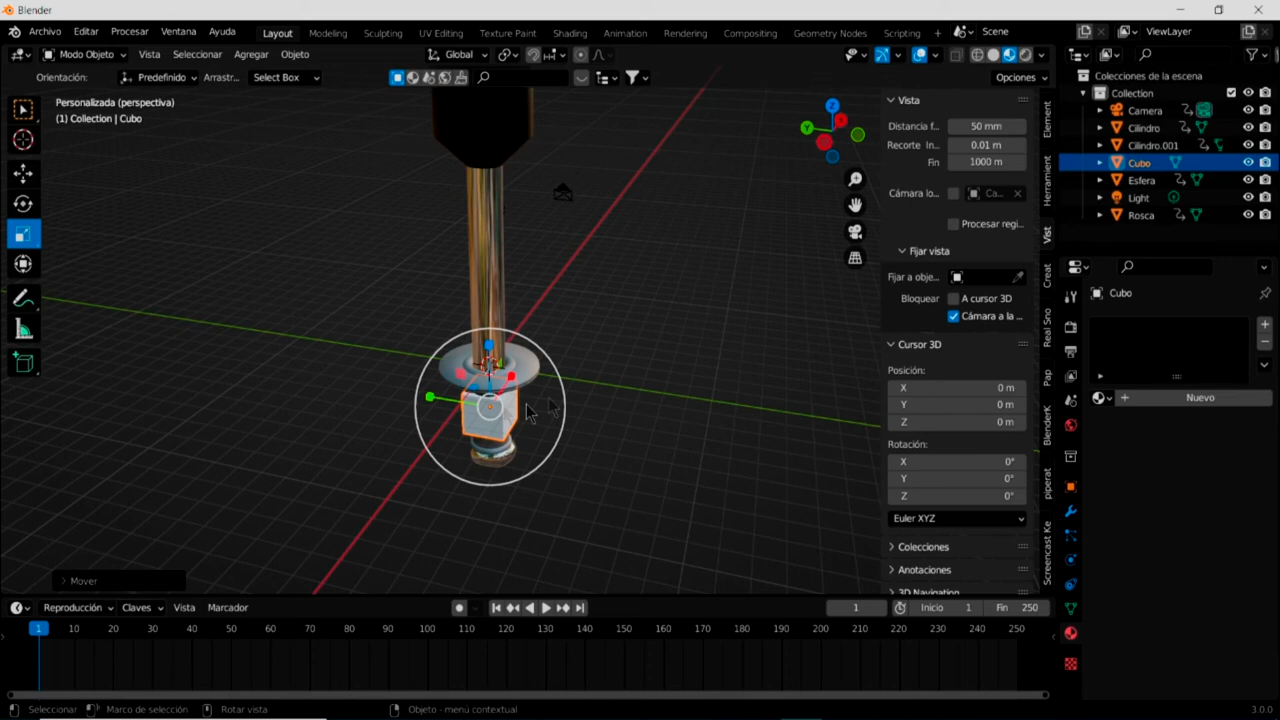 Blender
Archivo Editar Procesar Ventana Ayuda Layout Modeling Sculpting UV Editing Texture Paint Shading Animation Rendering Compositing Geometry Nodes Scripting + Scene ViewLayer
Modo Objeto Vista Seleccionar Agregar Objeto Global
Orientación: Predefinido Arrastr... Select Box Opciones
Personalizada (perspectiva)
(1) Collection | Cubo
Z
Y
Vista
Distancia f... 50 mm
Recorte In... 0.01 m
Fin 1000 m
Cámara lo... Ca...
Procesar regi...
Fijar vista
Fijar a obje...
Bloquear A cursor 3D
Cámara a la ...
Cursor 3D
Posición:
X 0 m
Y 0 m
Z 0 m
Rotación:
X 0°
Y 0°
Z 0°
Euler XYZ
Colecciones
Anotaciones
3D Navigation
Element
Herramient
Vist
Creat
Real Sno
Pap
BlenderK
piperat
Screencast Ke
Colecciones de la escena
Collection
Camera
Cilindro
Cilindro.001
Cubo
Esfera
Light
Rosca
Cubo
Nuevo
Mover
Reproducción Claves Vista Marcador 1 Inicio 1 Fin 250
1 10 20 30 40 50 60 70 80 90 100 110 120 130 140 150 160 170 180 190 200 210 220 230 240 250
Seleccionar Marco de selección Rotar vista Objeto - menú contextual 3.0.0